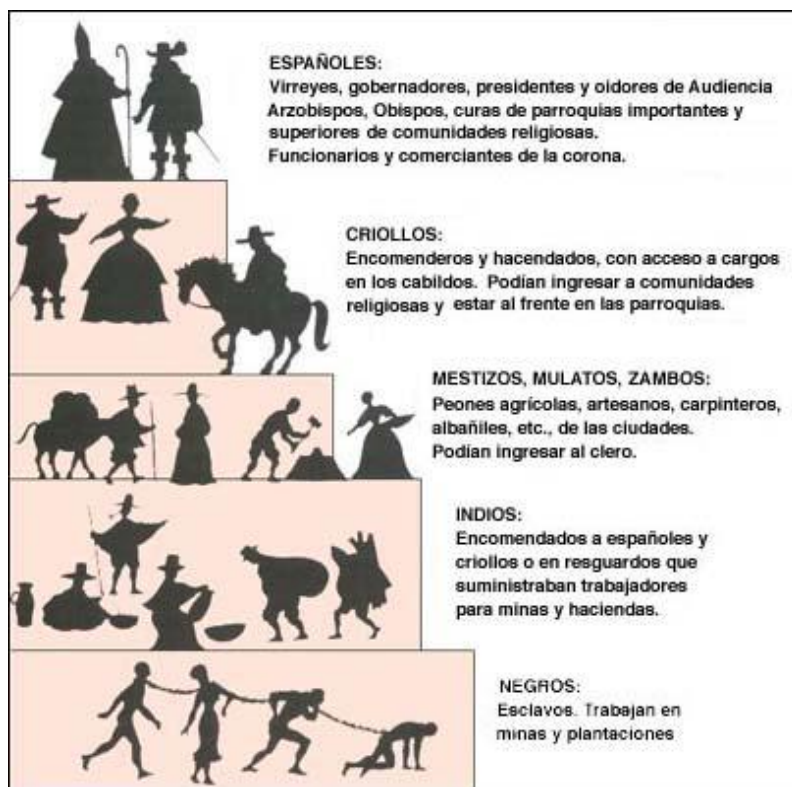 ESPAÑOLES:
Virreyes, gobernadores, presidentes y oidores de Audiencia
Arzobispos, Obispos, curas de parroquias importantes y
superiores de comunidades religiosas.
Funcionarios y comerciantes de la corona.
CRIOLLOS:
Encomenderos y hacendados, con acceso a cargos
en los cabildos. Podían ingresar a comunidades
religiosas y estar al frente en las parroquias.
MESTIZOS, MULATOS, ZAMBOS:
Peones agrícolas, artesanos, carpinteros,
albañiles, etc., de las ciudades.
Podían ingresar al clero.
INDIOS:
Encomendados a españoles y
criollos o en resguardos que
suministraban trabajadores
para minas y haciendas.
NEGROS:
Esclavos. Trabajan en
minas y plantaciones